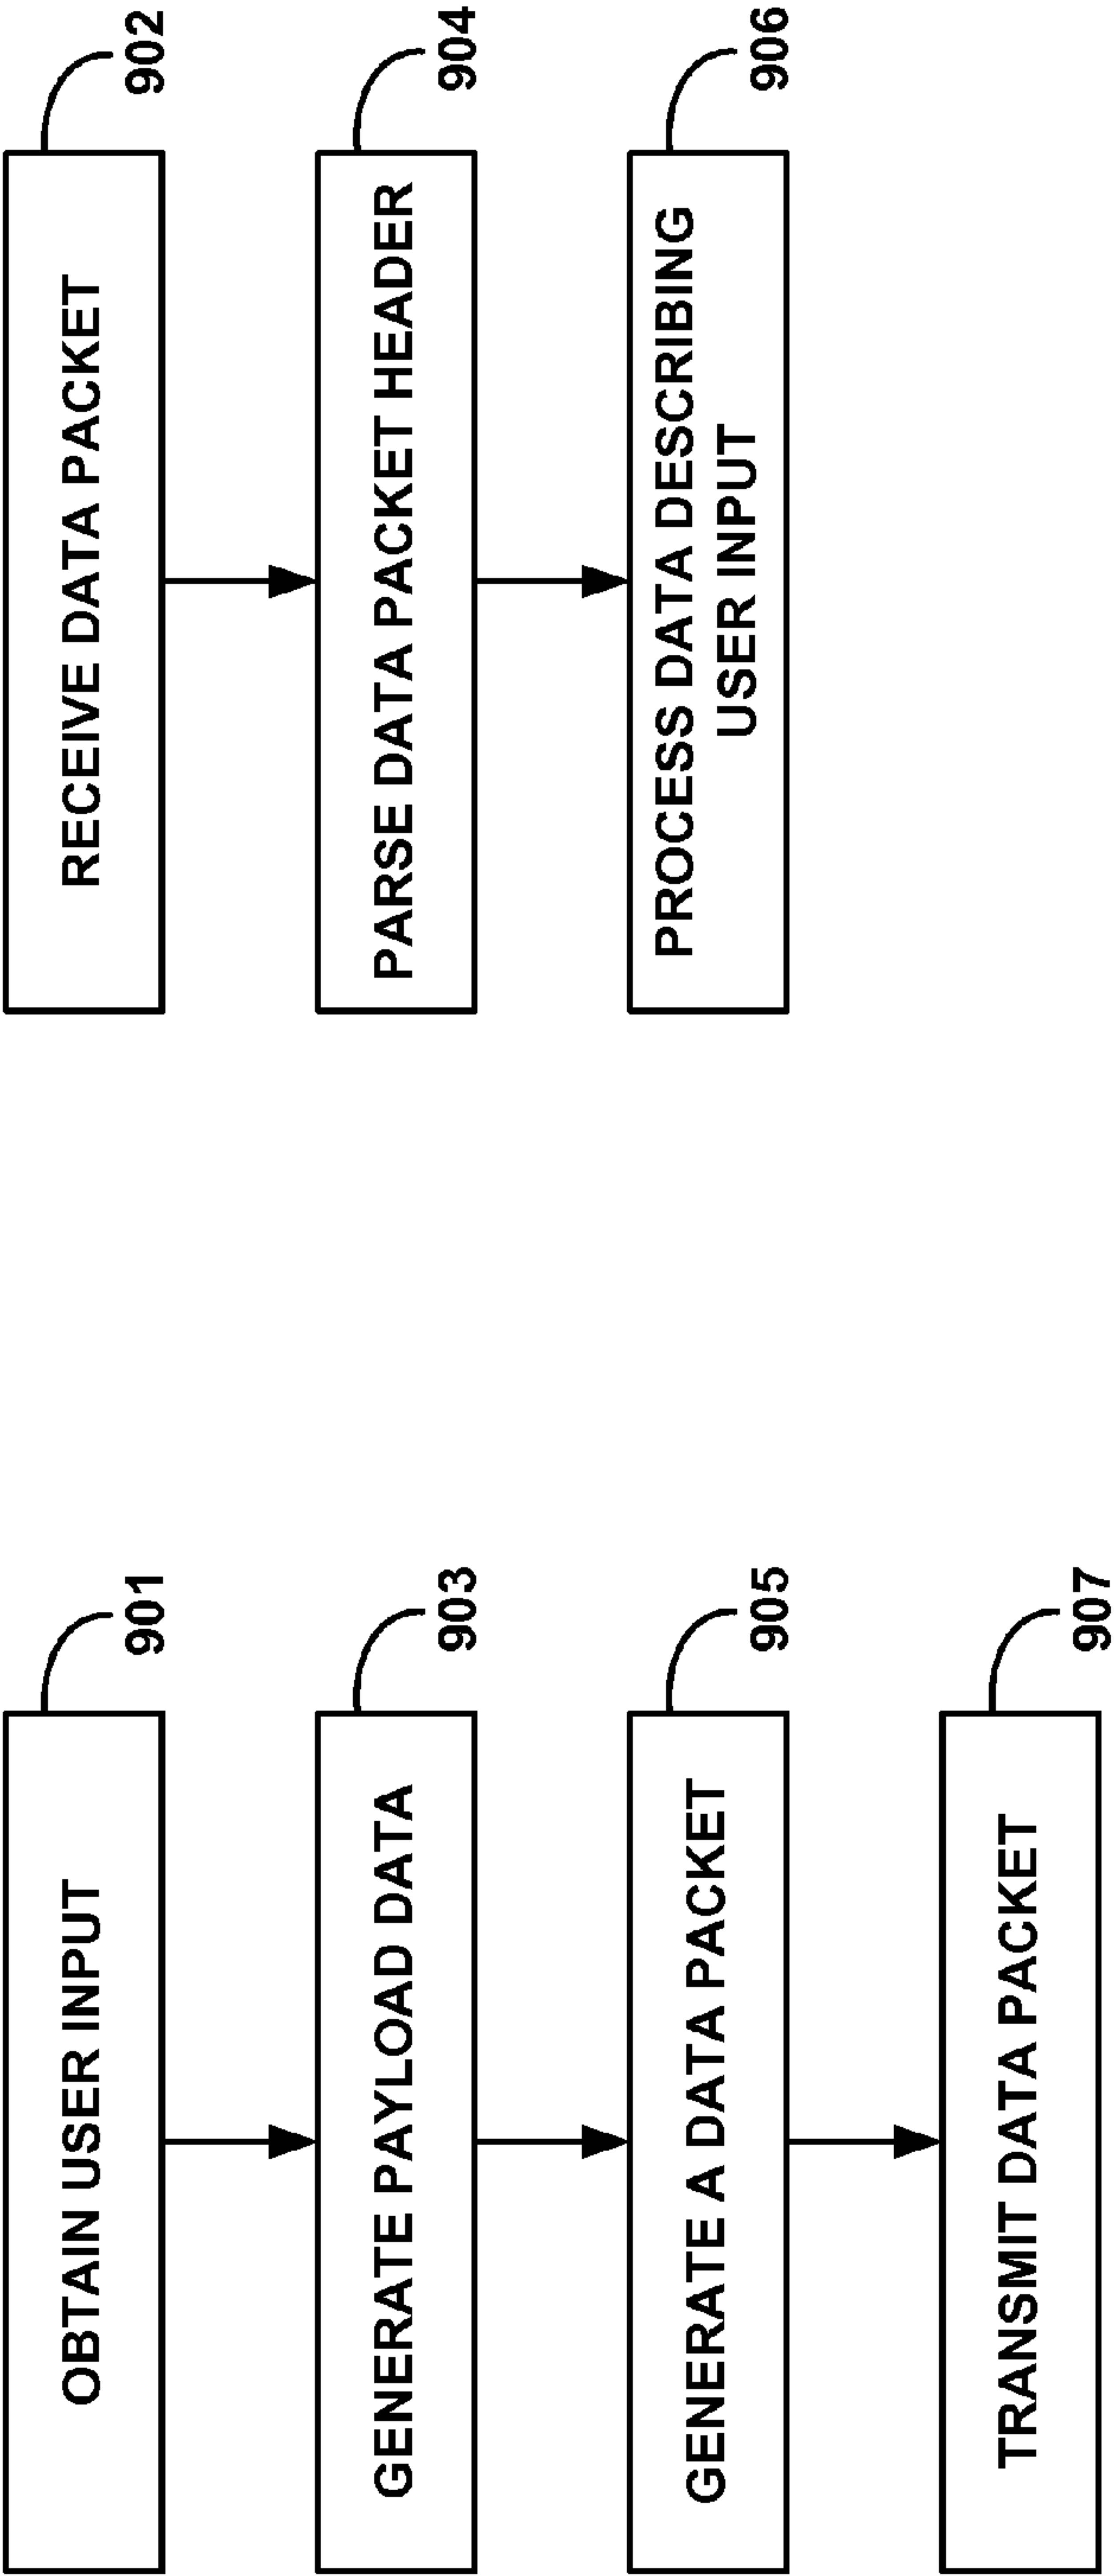 OBTAIN USER INPUT
901
GENERATE PAYLOAD DATA
903
GENERATE A DATA PACKET
905
TRANSMIT DATA PACKET
907
RECEIVE DATA PACKET
902
PARSE DATA PACKET HEADER
904
PROCESS DATA DESCRIBING
USER INPUT
906